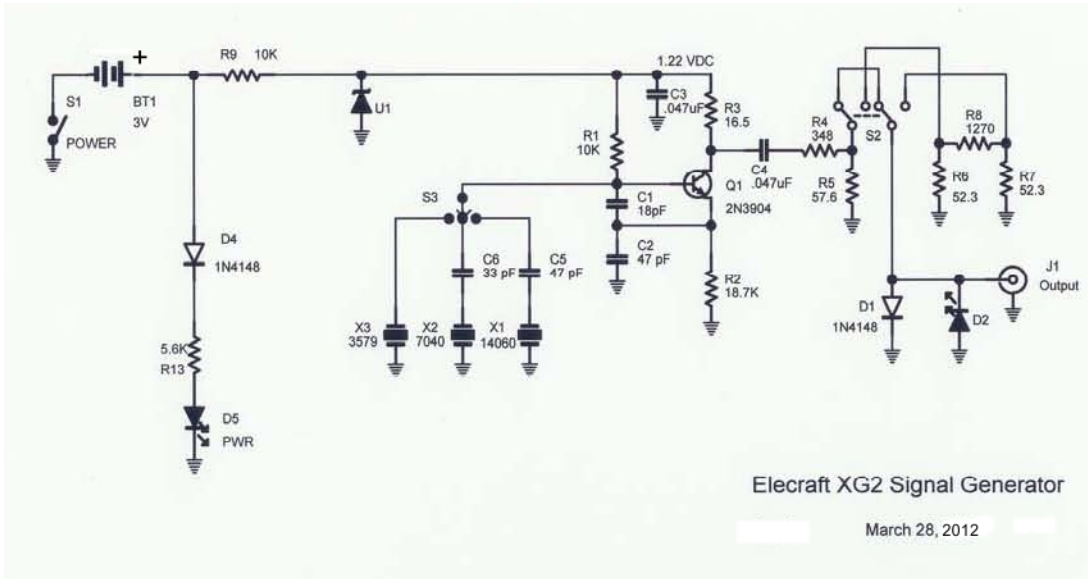 +
R9 10K
S1
BT1
3V
POWER
U1
1.22 VDC
C3
.047uF
R3
16.5
R1
10K
R4
348
S2
R8
1270
C4
.047uF
Q1
2N3904
R5
57.6
R6
52.3
R7
52.3
S3
C1
18pF
C2
47 pF
C6
33 pF
C5
47 pF
R2
18.7K
D4
1N4148
J1
Output
D1
1N4148
D2
X3
3579
X2
7040
X1
14060
5.6K
R13
D5
PWR
Elecraft XG2 Signal Generator
March 28, 2012